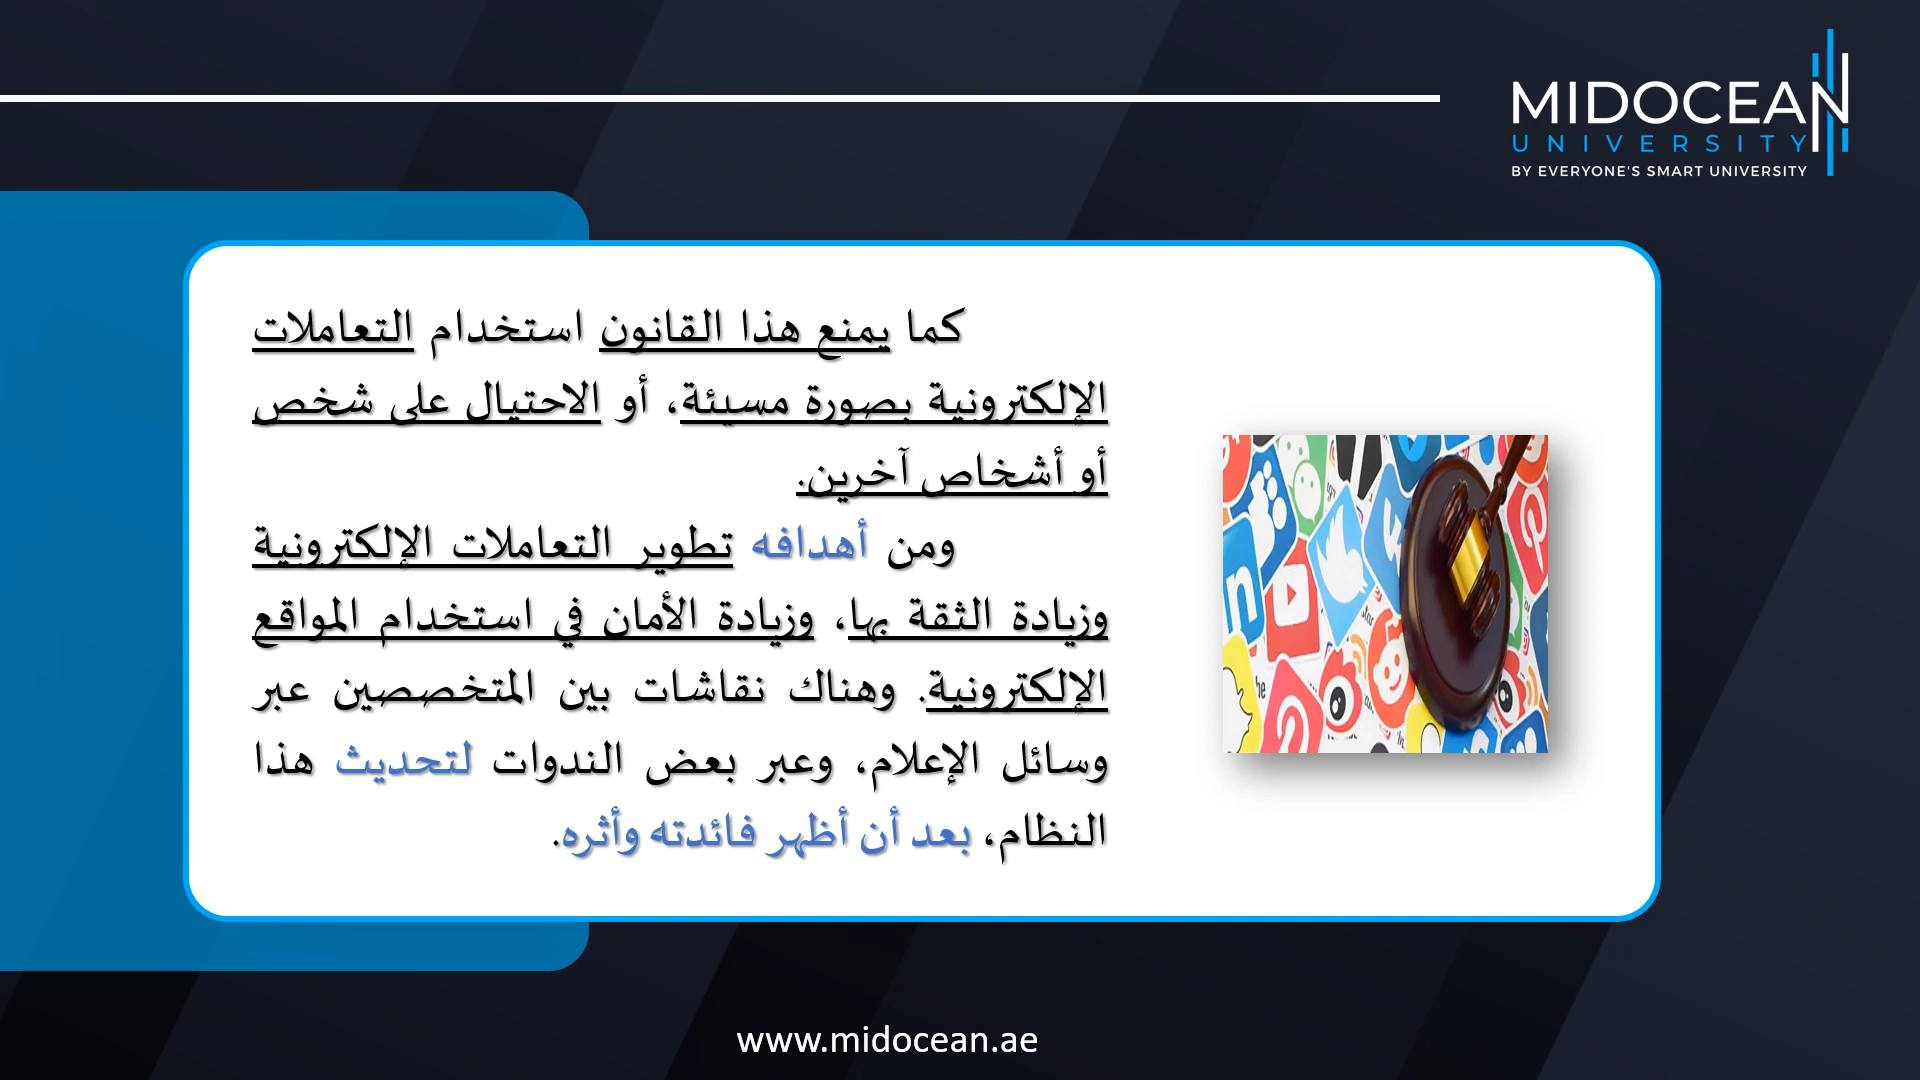 MIDOCEAN
UNIVERSITY
BY EVERYONE'S SMART UNIVERSITY
كما يمنع هذا القانون استخدام التعاملات
الإلكترونية بصورة مسيئة، أو الاحتيال على شخص
أو أشخاص آخرين.
ومن أهدافه تطوير التعاملات الإلكترونية
وزيادة الثقة بها، وزيادة الأمان في استخدام المواقع
الإلكترونية. وهناك نقاشات بين المتخصصين عبر
وسائل الإعلام، وعبر بعض الندوات لتحديث هذا
النظام، بعد أن أظهر فائدته وأثره.
www.midocean.ae